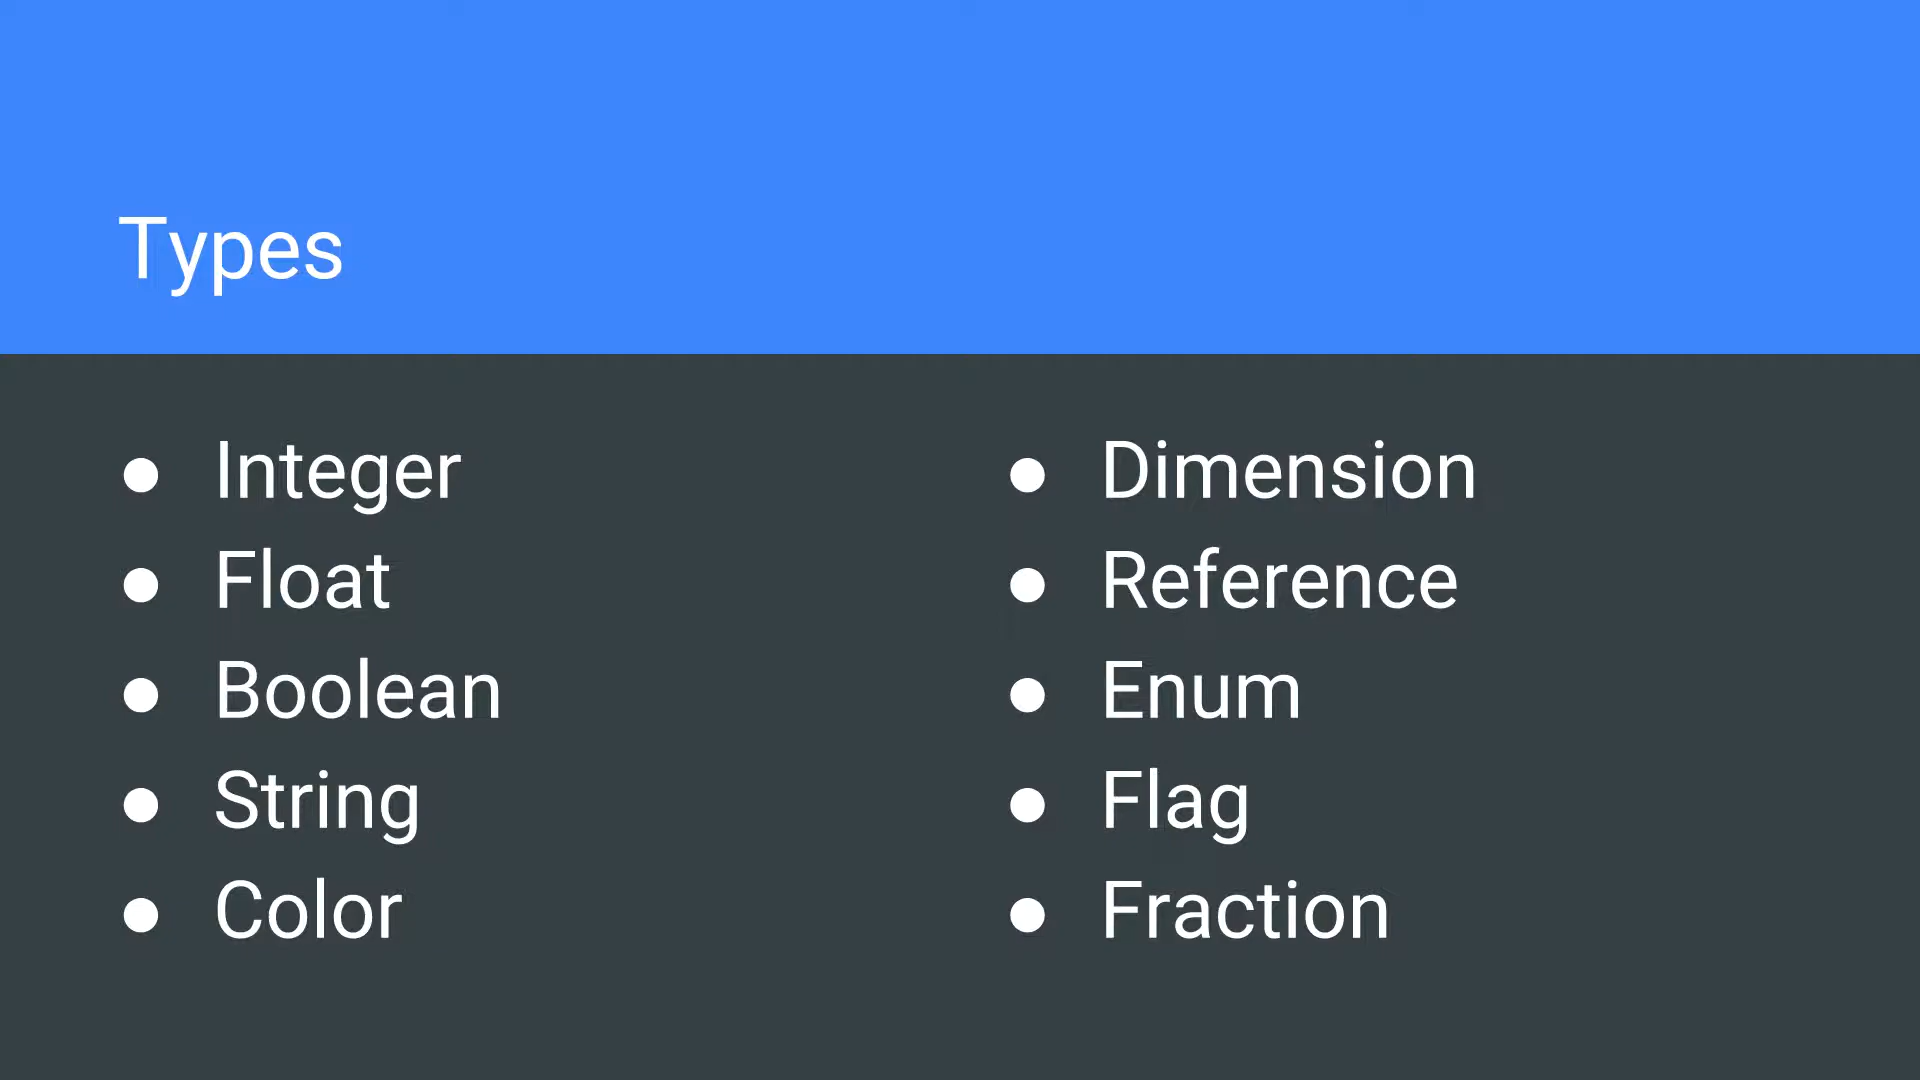 Types
● Integer
● Float
● Boolean
● String
● Color
● Dimension
● Reference
● Enum
● Flag
● Fraction